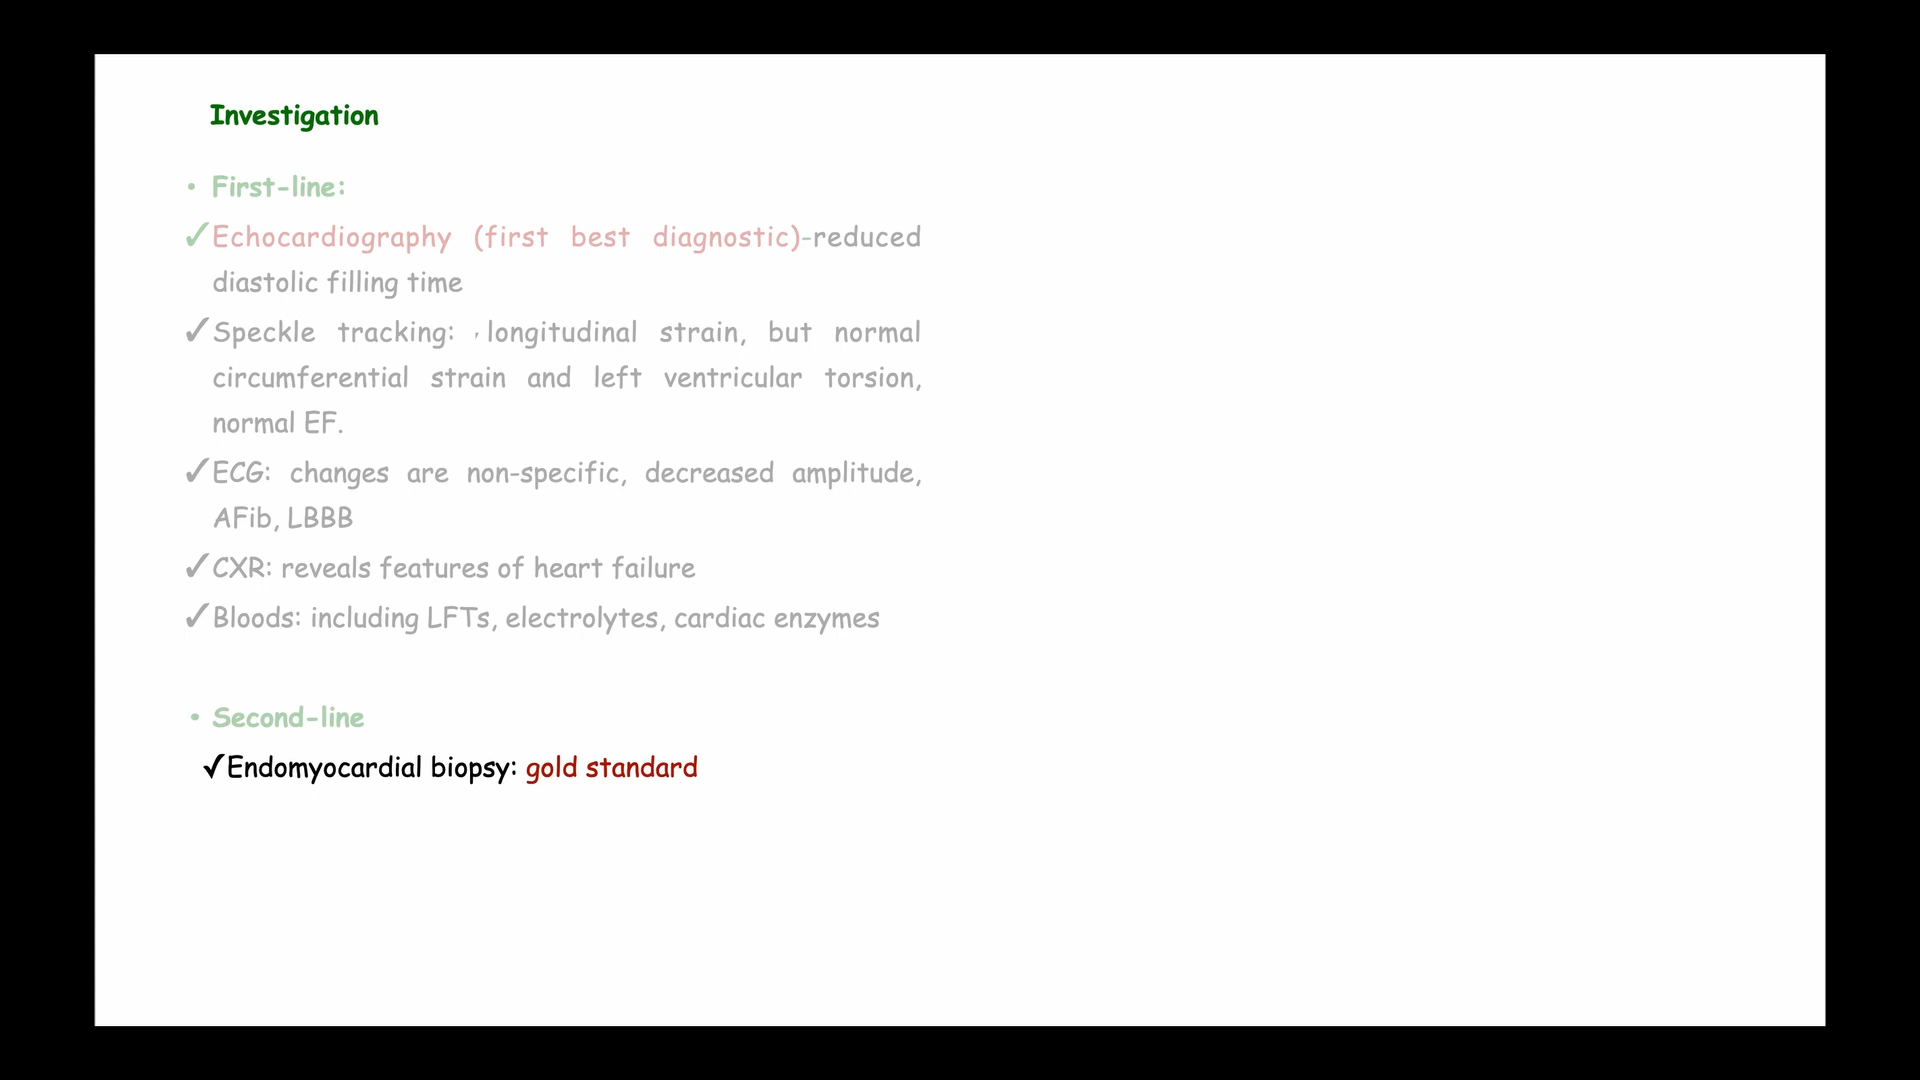 Investigation
• First-line:
✓Echocardiography (first best diagnostic)-reduced
diastolic filling time
✓Speckle tracking: longitudinal strain, but normal
circumferential strain and left ventricular torsion,
normal EF.
✓ECG: changes are non-specific, decreased amplitude,
AFib, LBBB
✓CXR: reveals features of heart failure
✓Bloods: including LFTs, electrolytes, cardiac enzymes
• Second-line
✓Endomyocardial biopsy: gold standard